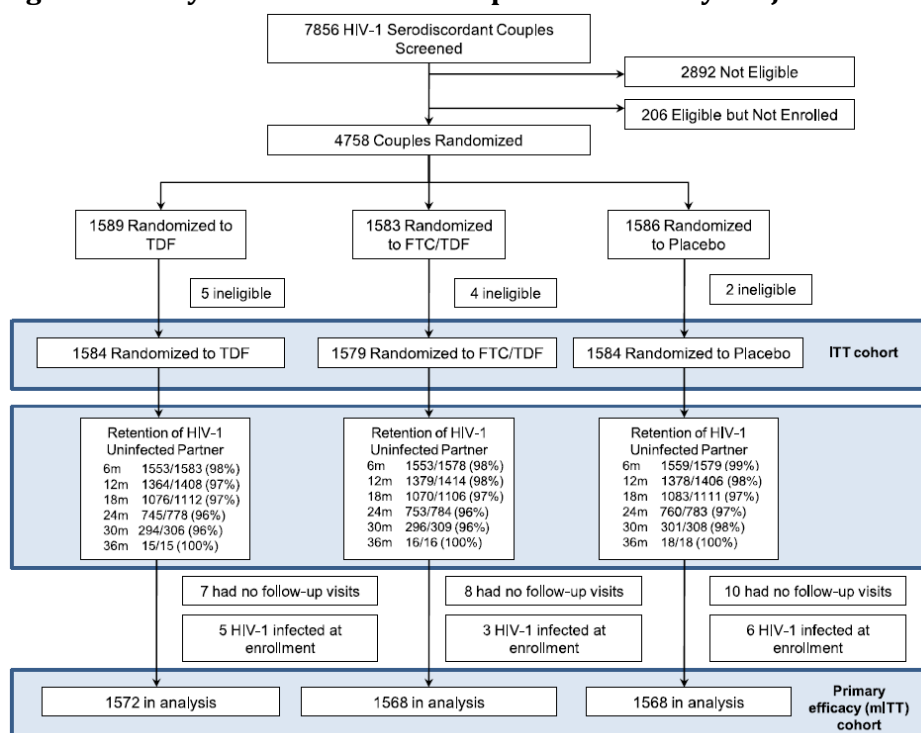 7856 HIV-1 Serodiscordant Couples
Screened
2892 Not Eligible
206 Eligible but Not Enrolled
4758 Couples Randomized
1589 Randomized to
TDF
1583 Randomized
to FTC/TDF
1586 Randomized
to Placebo
5 ineligible
4 ineligible
2 ineligible
1584 Randomized to TDF
1579 Randomized to FTC/TDF
1584 Randomized to Placebo
ITT cohort
Retention of HIV-1
Uninfected Partner
6m 1553/1583 (98%)
12m 1364/1408 (97%)
18m 1076/1112 (97%)
24m 745/778 (96%)
30m 294/306 (96%)
36m 15/15 (100%)
Retention of HIV-1
Uninfected Partner
6m 1553/1578 (98%)
12m 1379/1414 (98%)
18m 1070/1106 (97%)
24m 753/784 (96%)
30m 296/309 (96%)
36m 16/16 (100%)
Retention of HIV-1
Uninfected Partner
6m 1559/1579 (99%)
12m 1378/1406 (98%)
18m 1083/1111 (97%)
24m 760/783 (97%)
30m 301/308 (98%)
36m 18/18 (100%)
7 had no follow-up visits
8 had no follow-up visits
10 had no follow-up visits
5 HIV-1 infected at
enrollment
3 HIV-1 infected at
enrollment
6 HIV-1 infected at
enrollment
1572 in analysis
1568 in analysis
1568 in analysis
Primary
efficacy (mITT)
cohort